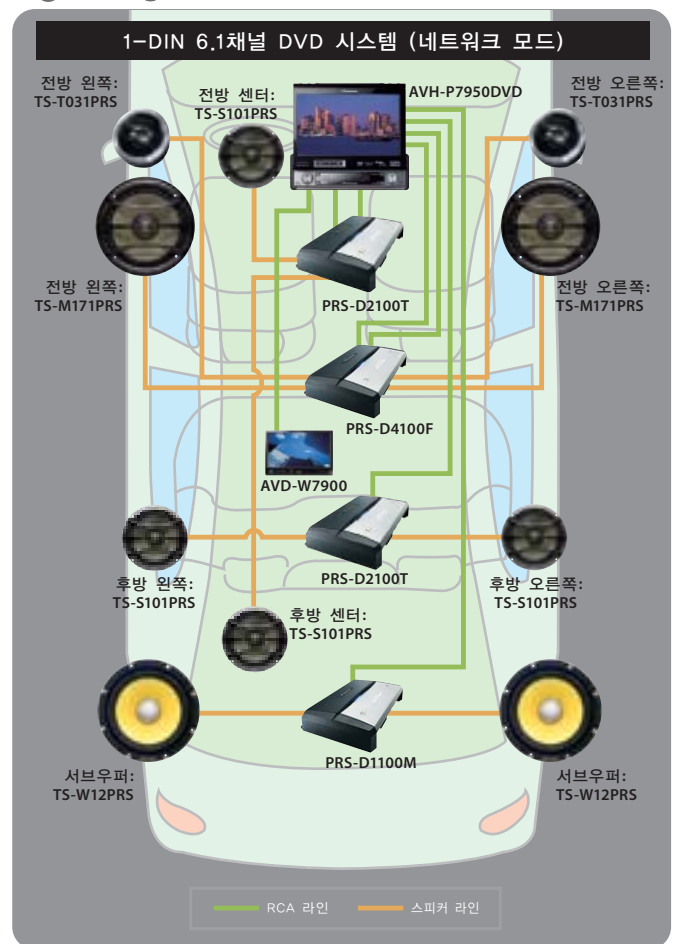 1-DIN 6.1채널 DVD 시스템 (네트워크 모드)
전방 왼쪽:
TS-T031PRS
전방 센터:
TS-S101PRS
AVH-P7950DVD
전방 오른쪽:
TS-T031PRS
전방 왼쪽:
TS-M171PRS
PRS-D2100T
전방 오른쪽:
TS-M171PRS
PRS-D4100F
AVD-W7900
후방 왼쪽:
TS-S101PRS
PRS-D2100T
후방 오른쪽:
TS-S101PRS
후방 센터:
TS-S101PRS
서브우퍼:
TS-W12PRS
PRS-D1100M
서브우퍼:
TS-W12PRS
RCA 라인
스피커 라인